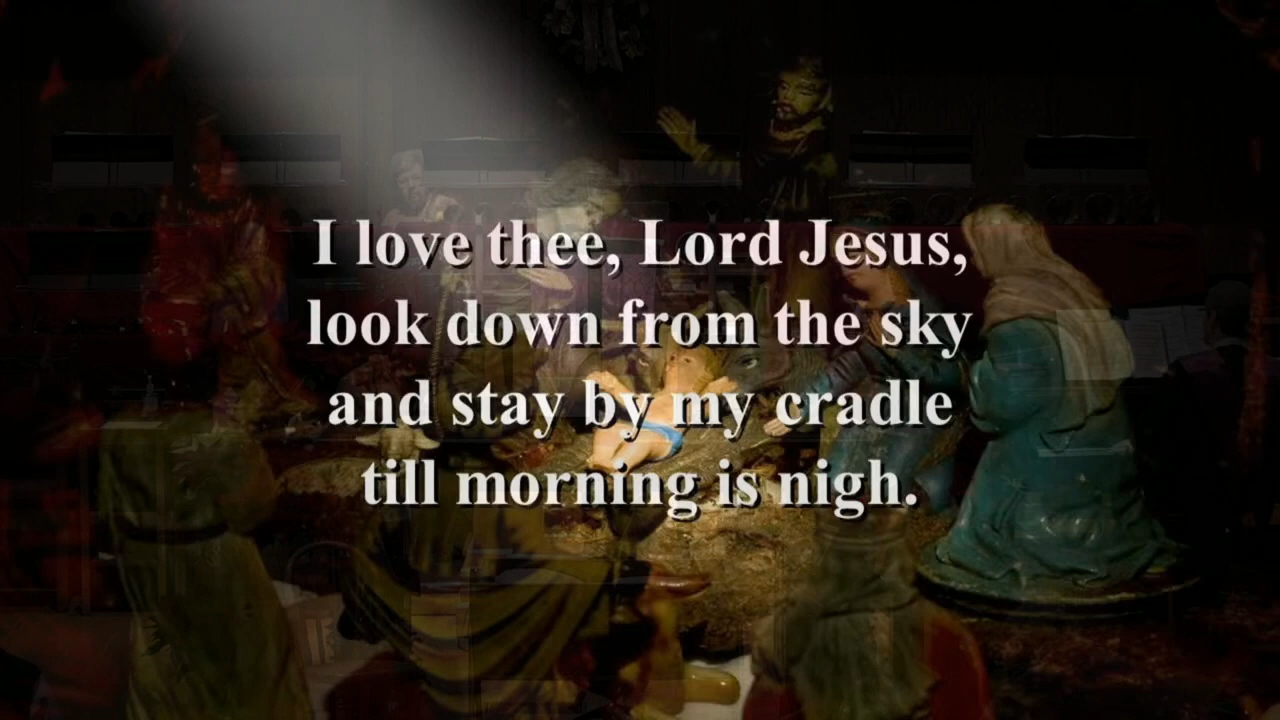 I love thee, Lord Jesus,
look down from the sky
and stay by my cradle
till morning is nigh.